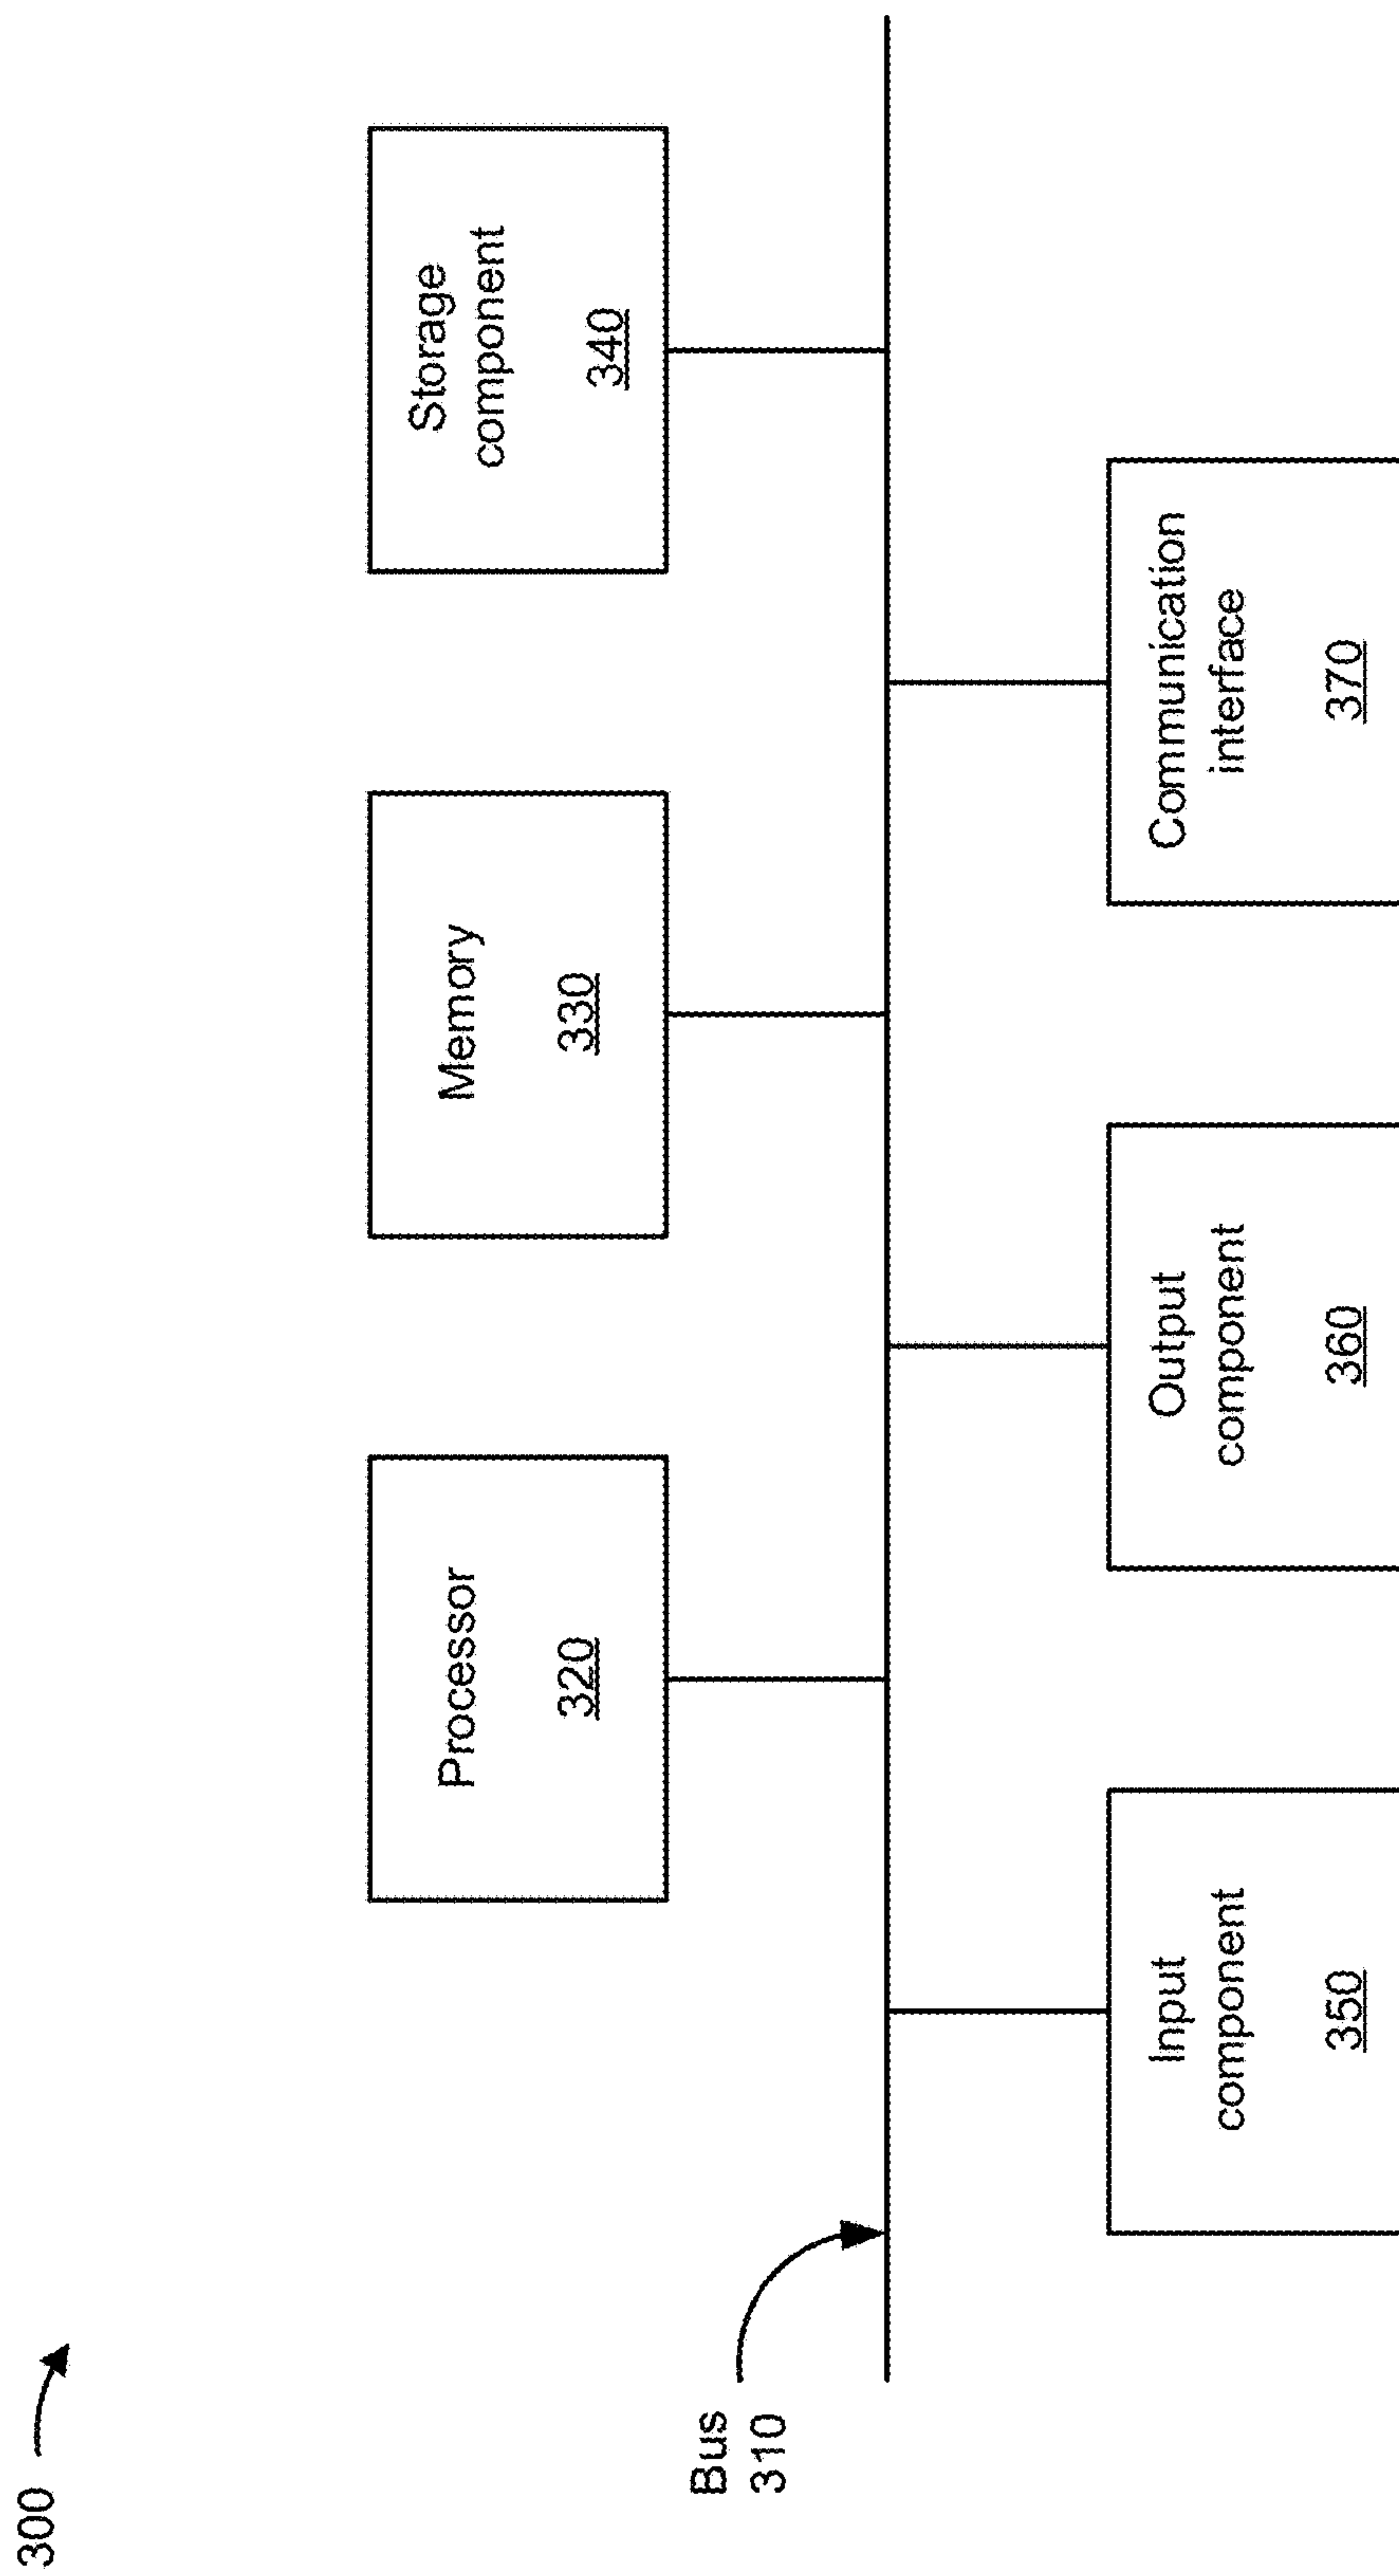 300
Processor
320
Memory
330
Storage
component
340
Bus
310
Input
component
350
Output
component
360
Communication
interface
370